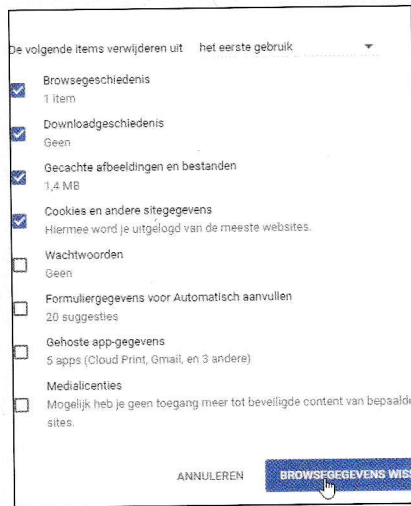 De volgende items verwijderen uit het eerste gebruik
Browsegeschiedenis
1 item
Downloadgeschiedenis
Geen
Gecachte afbeeldingen en bestanden
1,4 MB
Cookies en andere sitegegevens
Hiermee word je uitgelogd van de meeste websites.
Wachtwoorden
Geen
Formuliergegevens voor Automatisch aanvullen
20 suggesties
Gehoste app-gegevens
5 apps (Cloud Print, Gmail, en 3 andere)
Medialicenties
Mogelijk heb je geen toegang meer tot beveiligde content van bepaalde
sites.
ANNULEREN BROWSEGEGEVENS WISS